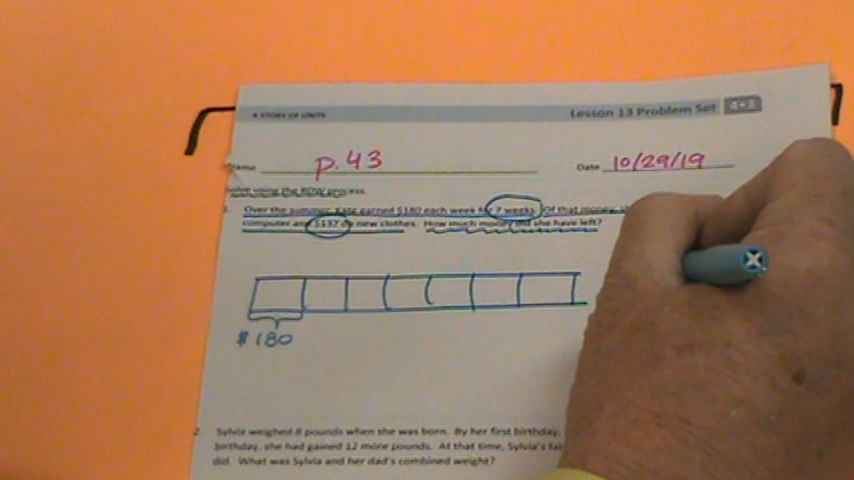 A STORY OF UNITS
Lesson 13 Problem Set 4•3
Name p.43 Date 10/29/19
Solve using the RDW process.
1. Over the summer, Kate earned $180 each week for 7 weeks. Of that money, she
computer and $137 on new clothes. How much money did she have left?
$180
2. Sylvia weighed 8 pounds when she was born. By her first birthday,
birthday, she had gained 12 more pounds. At that time, Sylvia's
did. What was Sylvia and her dad's combined weight?